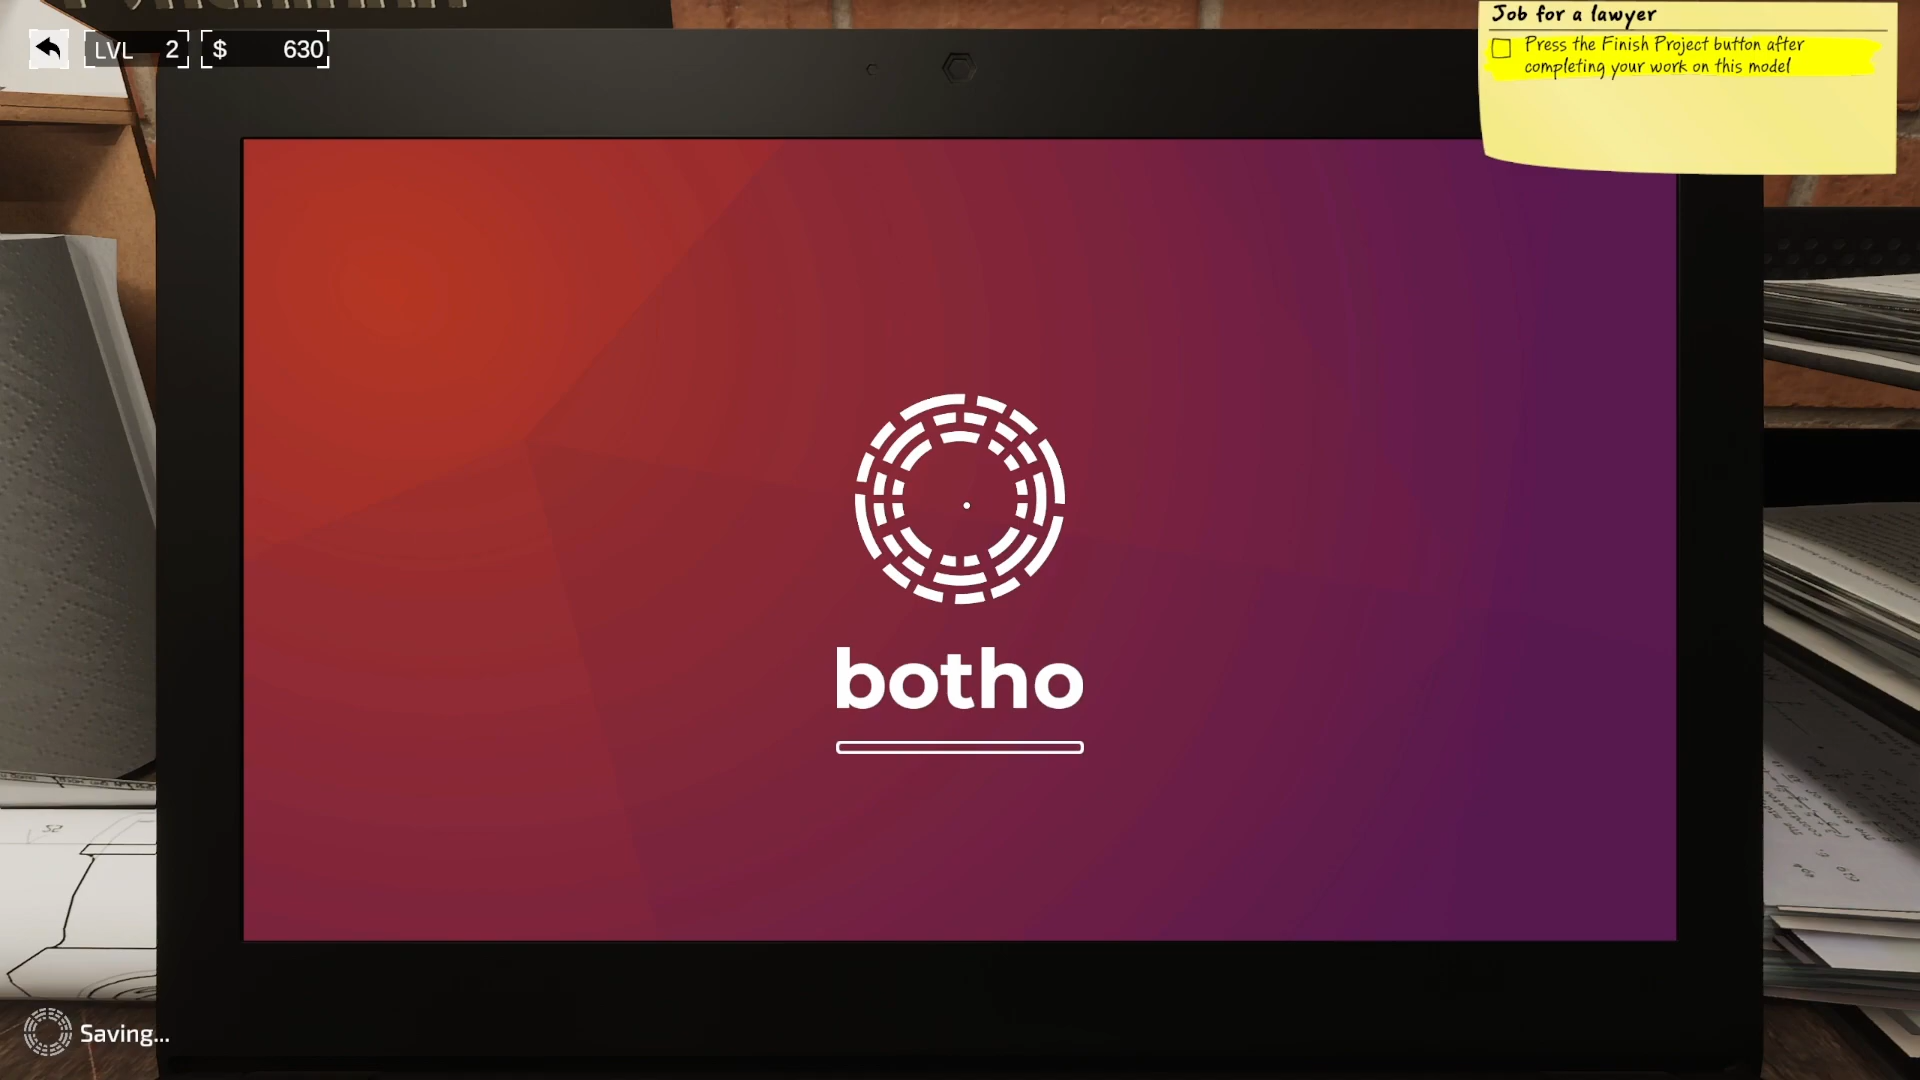 LVL 2 $ 630
Job for a lawyer
Press the Finish Project button after
completing your work on this model
botho
Saving...